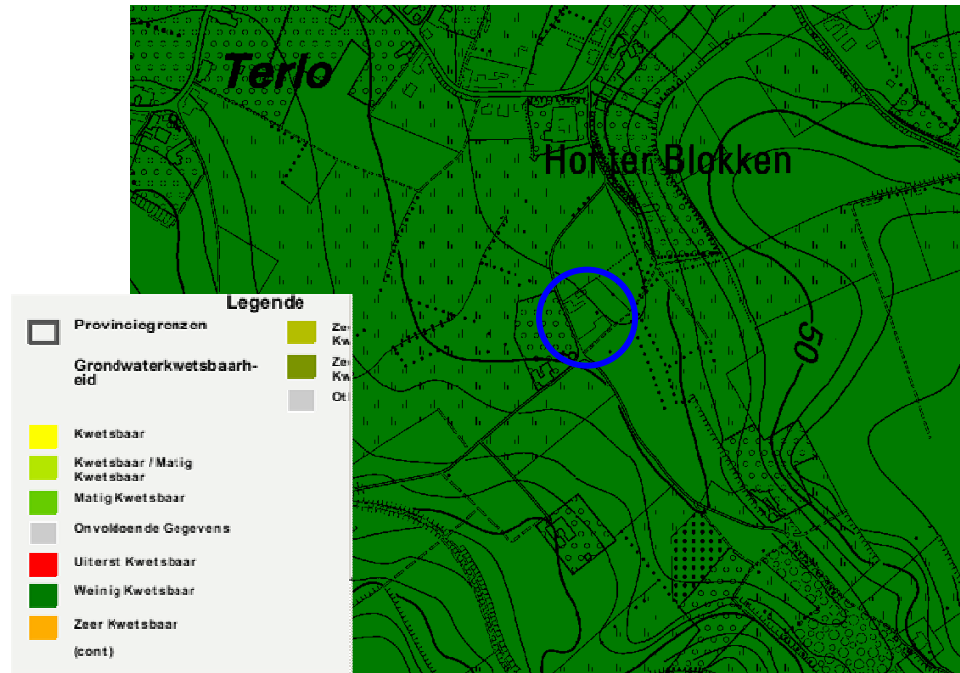 Terlo
Hof ter Blokken
50
Legende
Provinciegrenzen
Grondwaterkwetsbaarh-
eid
Kwetsbaar
Kwetsbaar / Matig
Kwetsbaar
Matig Kwetsbaar
Onvoldoende Gegevens
Uiterst Kwetsbaar
Weinig Kwetsbaar
Zeer Kwetsbaar
(cont)